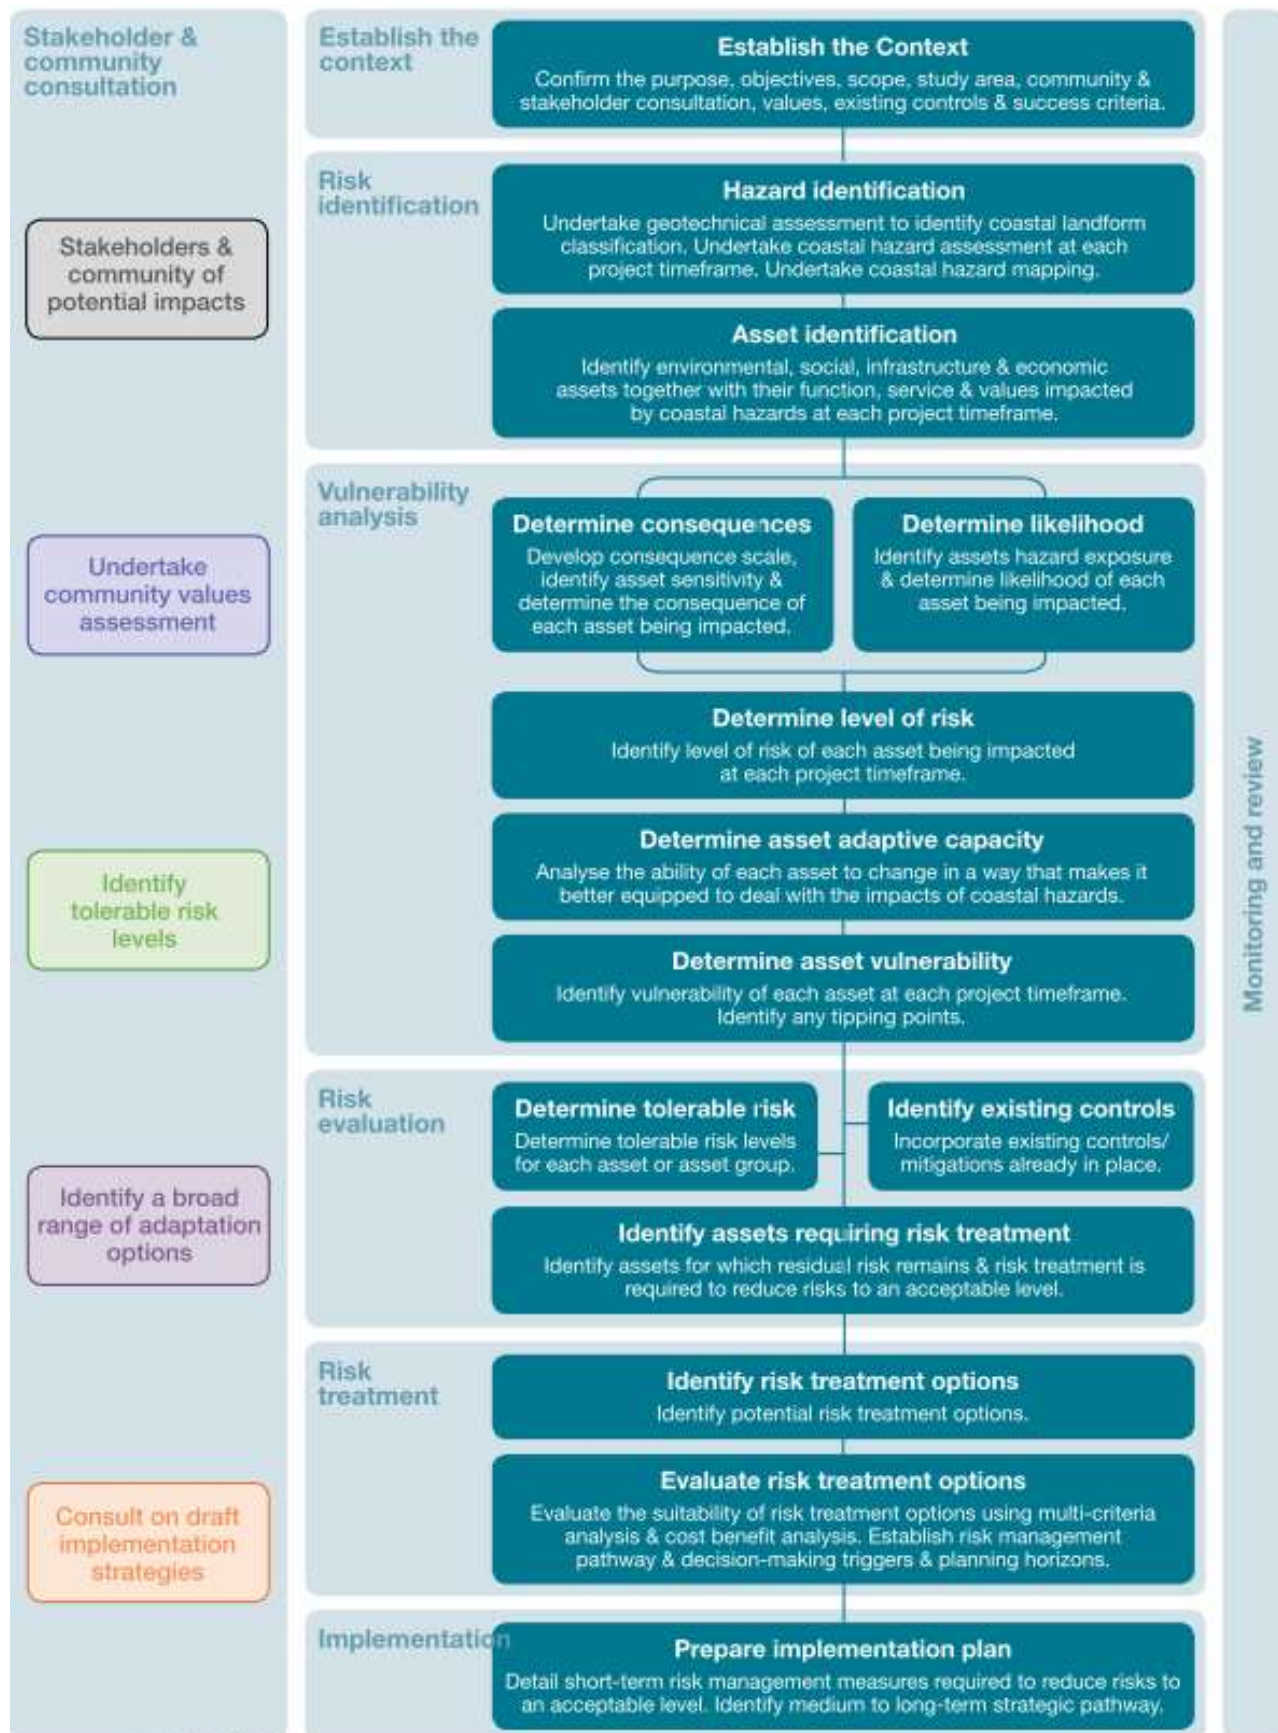 Stakeholder &
community
consultation
Stakeholders &
community of
potential impacts
Undertake
community values
assessment
Identify
tolerable risk
levels
Identify a broad
range of adaptation
options
Consult on draft
implementation
strategies
Establish the
context
Establish the Context
Confirm the purpose, objectives, scope, study area, community &
stakeholder consultation, values, existing controls & success criteria.
Risk
identification
Hazard identification
Undertake geotechnical assessment to identify coastal landform
classification. Undertake coastal hazard assessment at each
project timeframe. Undertake coastal hazard mapping.
Asset identification
Identify environmental, social, infrastructure & economic
assets together with their function, service & values impacted
by coastal hazards at each project timeframe.
Vulnerability
analysis
Determine consequences
Develop consequence scale,
identify asset sensitivity &
determine the consequence of
each asset being impacted.
Determine likelihood
Identify assets hazard exposure
& determine likelihood of each
asset being impacted.
Determine level of risk
Identify level of risk of each asset being impacted
at each project timeframe.
Determine asset adaptive capacity
Analyse the ability of each asset to change in a way that makes it
better equipped to deal with the impacts of coastal hazards.
Determine asset vulnerability
Identify vulnerability of each asset at each project timeframe.
Identify any tipping points.
Risk
evaluation
Determine tolerable risk
Determine tolerable risk levels
for each asset or asset group.
Identify existing controls
Incorporate existing controls/
mitigations already in place.
Identify assets requiring risk treatment
Identify assets for which residual risk remains & risk treatment is
required to reduce risks to an acceptable level.
Risk
treatment
Identify risk treatment options
Identify potential risk treatment options.
Evaluate risk treatment options
Evaluate the suitability of risk treatment options using multi-criteria
analysis & cost benefit analysis. Establish risk management
pathway & decision-making triggers & planning horizons.
Implementation
Prepare implementation plan
Detail short-term risk management measures required to reduce risks to
an acceptable level. Identify medium to long-term strategic pathway.
Monitoring and review